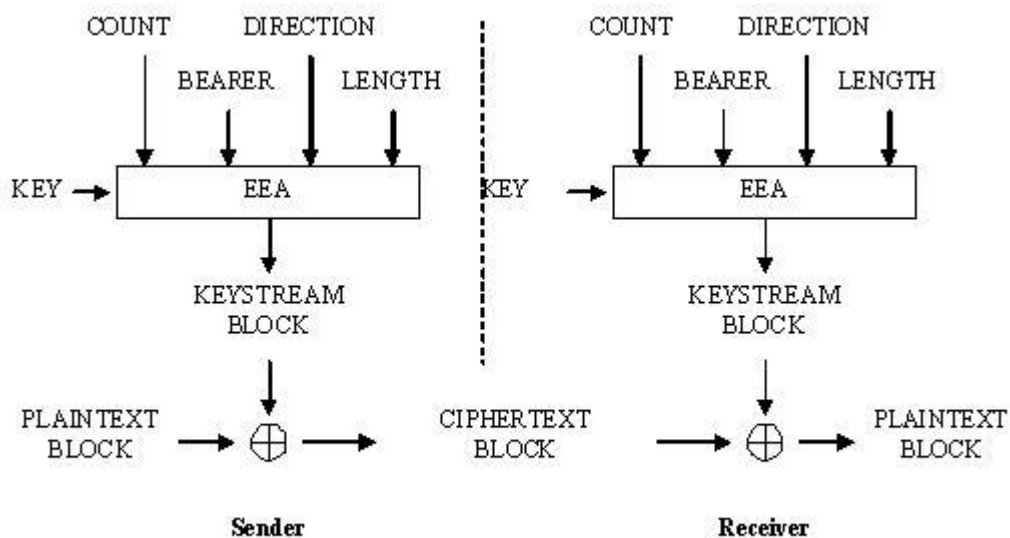 COUNT DIRECTION COUNT DIRECTION
BEARER LENGTH BEARER LENGTH
KEY EEA KEY EEA
KEYSTREAM BLOCK KEYSTREAM BLOCK
PLAINTEXT BLOCK CIPHERTEXT BLOCK PLAINTEXT BLOCK
Sender Receiver